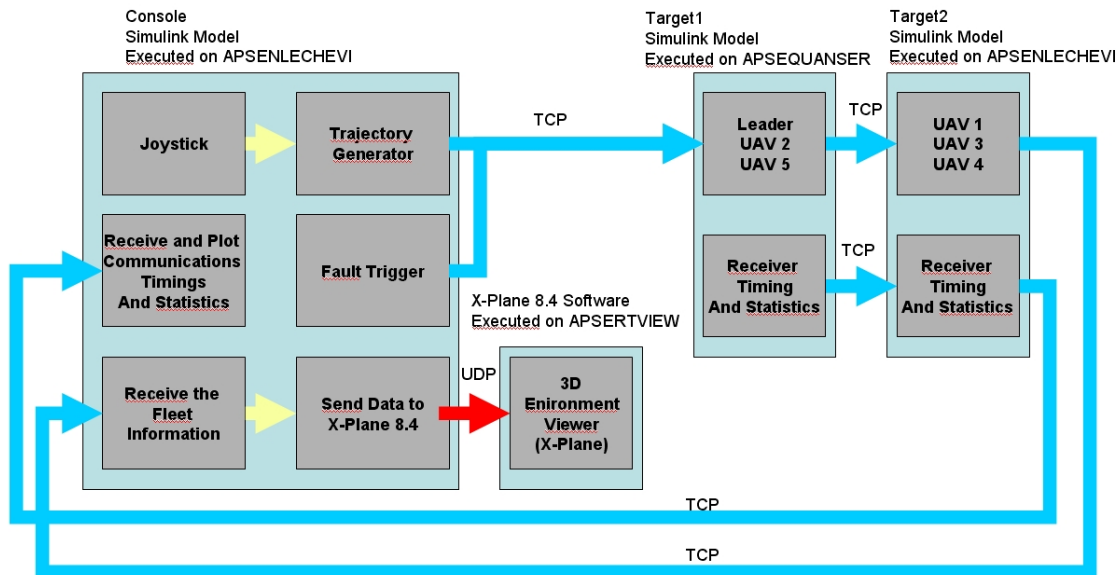 Console
Simulink Model
Executed on APSENLECHEVI
Target1
Simulink Model
Executed on APSEQUANSER
Target2
Simulink Model
Executed on APSENLECHEVI
Joystick
Trajectory
Generator
TCP
Leader
UAV 2
UAV 5
TCP
UAV 1
UAV 3
UAV 4
Receive and Plot
Communications
Timings
And Statistics
Fault Trigger
Receiver
Timing
And Statistics
TCP
Receiver
Timing
And Statistics
X-Plane 8.4 Software
Executed on APSERTVIEW
Receive the
Fleet
Information
Send Data to
X-Plane 8.4
UDP
3D
Enironment
Viewer
(X-Plane)
TCP
TCP